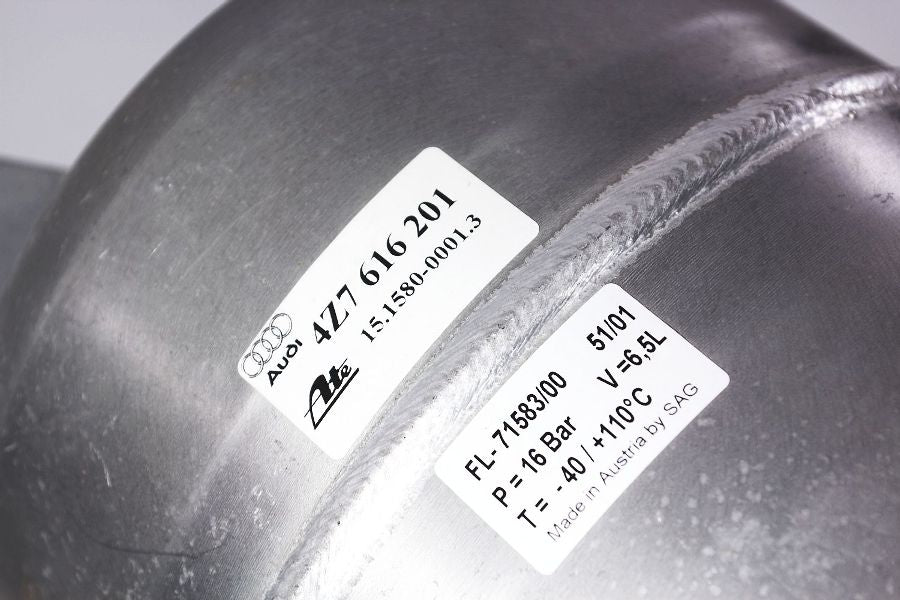 Audi 4Z7 616 201
Ate 15.1580-0001.3
FL-71583/00 51/01
P = 16 Bar V =6,5L
T = - 40 / +110°C
Made in Austria by SAG